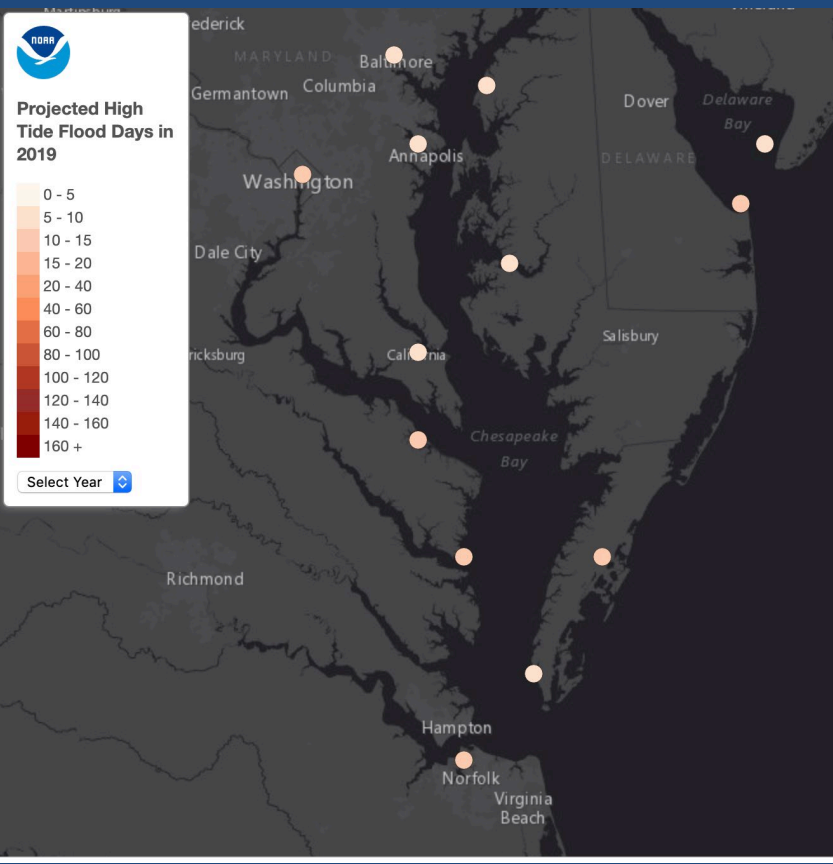 NOAA
Projected High
Tide Flood Days in
2019
0 - 5
5 - 10
10 - 15
15 - 20
20 - 40
40 - 60
60 - 80
80 - 100
100 - 120
120 - 140
140 - 160
160 +
Select Year
ederick
MARYLAND
Baltimore
Columbia
Germantown
Dover
Delaware
Bay
Annapolis
DELAWARE
Washington
Dale City
Salisbury
ricksburg
California
Chesapeake
Bay
Richmond
Hampton
Norfolk
Virginia
Beach